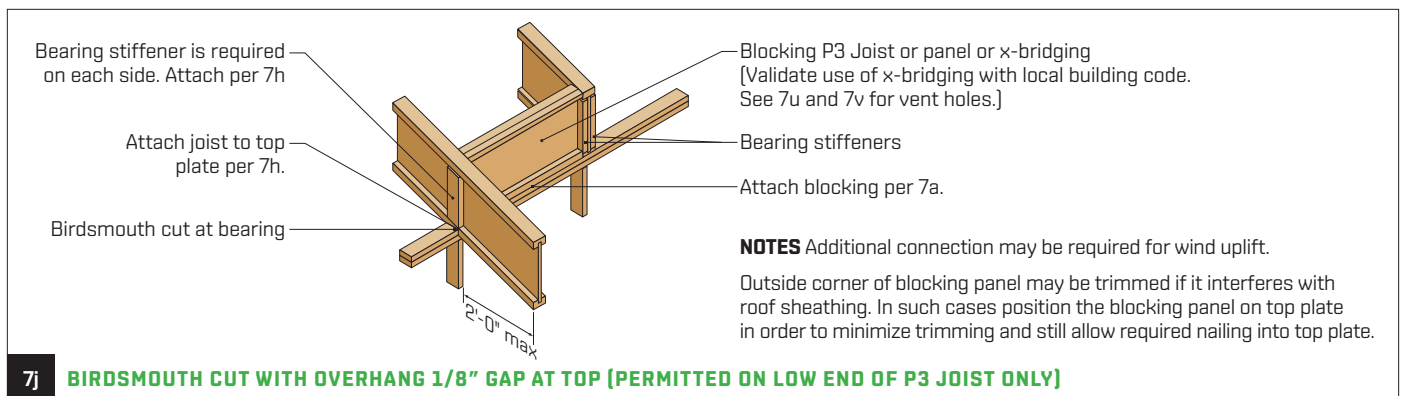 Bearing stiffener is required
on each side. Attach per 7h
Attach joist to top
plate per 7h.
Birdsmouth cut at bearing
2'-0" max
Blocking P3 Joist or panel or x-bridging
(Validate use of x-bridging with local building code.
See 7u and 7v for vent holes.)
Bearing stiffeners
Attach blocking per 7a.
NOTES Additional connection may be required for wind uplift.
Outside corner of blocking panel may be trimmed if it interferes with
roof sheathing. In such cases position the blocking panel on top plate
in order to minimize trimming and still allow required nailing into top plate.
7j BIRDSMOUTH CUT WITH OVERHANG 1/8" GAP AT TOP (PERMITTED ON LOW END OF P3 JOIST ONLY)